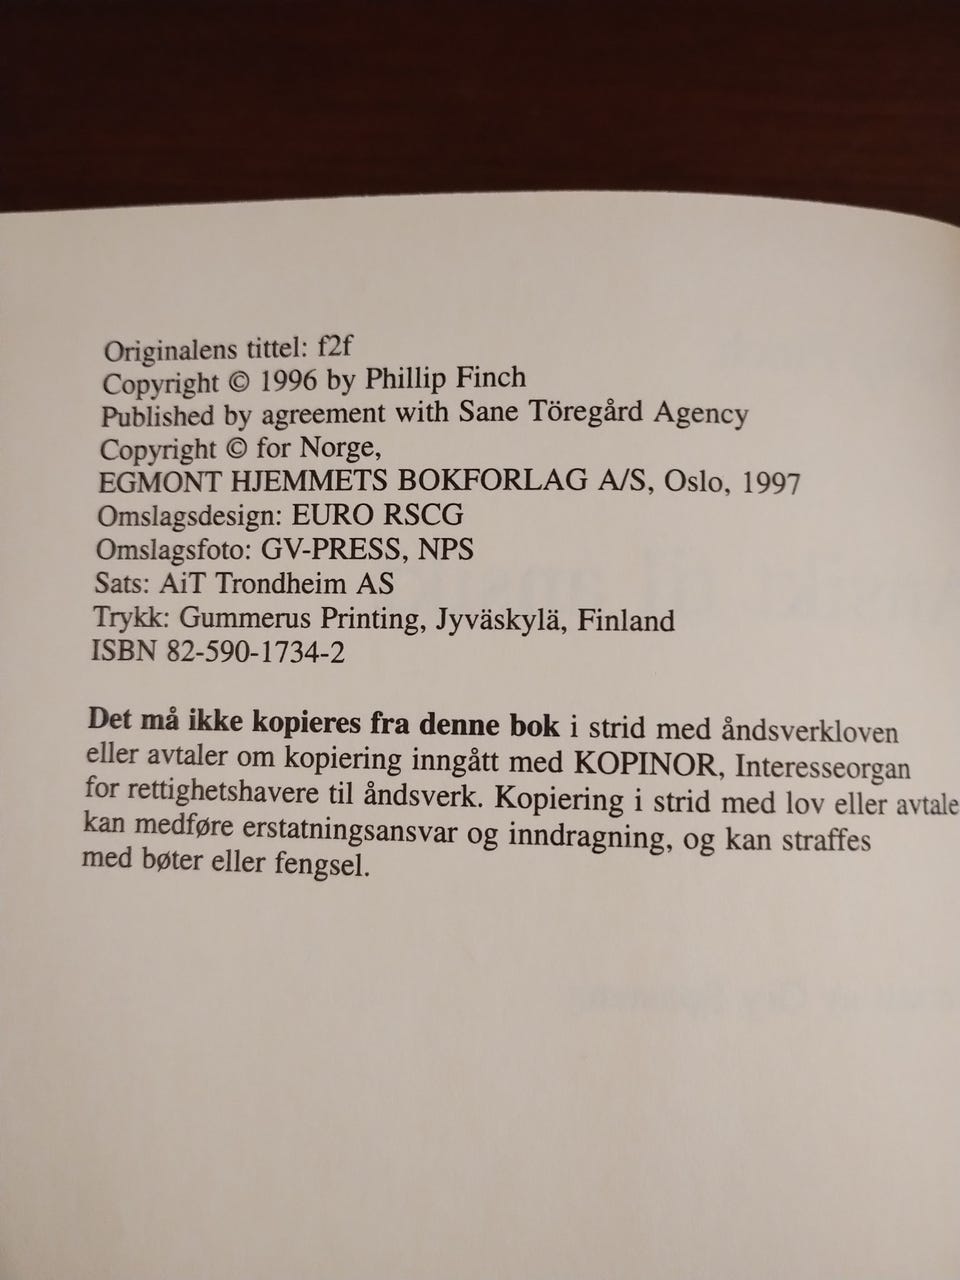 Originalens tittel: f2f
Copyright © 1996 by Phillip Finch
Published by agreement with Sane Töregård Agency
Copyright © for Norge,
EGMONT HJEMMETS BOKFORLAG A/S, Oslo, 1997
Omslagsdesign: EURO RSCG
Omslagsfoto: GV-PRESS, NPS
Sats: AiT Trondheim AS
Trykk: Gummerus Printing, Jyväskylä, Finland
ISBN 82-590-1734-2
Det må ikke kopieres fra denne bok i strid med åndsverkloven
eller avtaler om kopiering inngått med KOPINOR, Interesseorgan
for rettighetshavere til åndsverk. Kopiering i strid med lov eller avtale
kan medføre erstatningsansvar og inndragning, og kan straffes
med bøter eller fengsel.